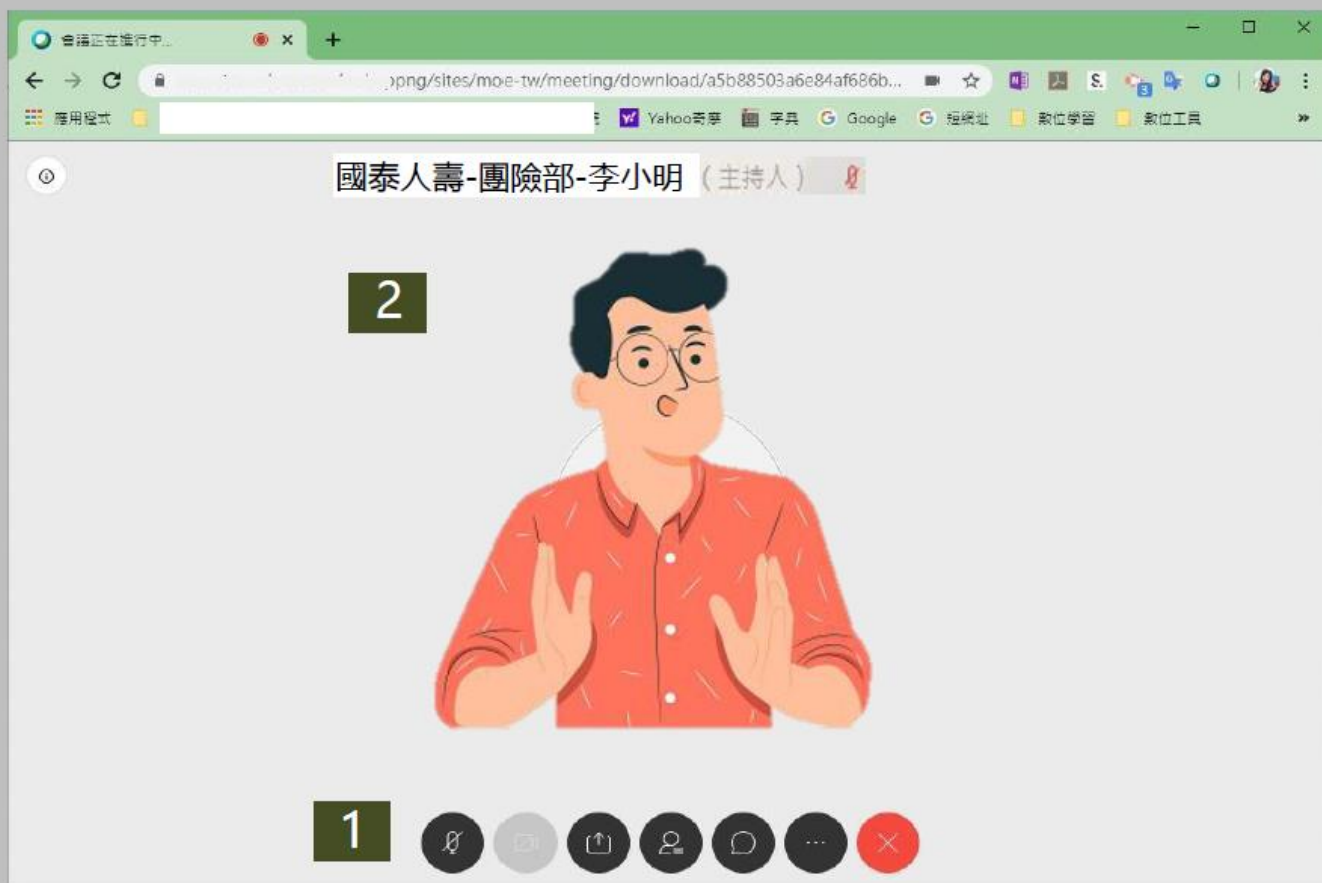 會議正在進行中...
ppng/sites/moe-tw/meeting/download/a5b88503a6e84af686b...
應用程式 Yahoo奇摩 字典 Google 短網址 數位學習 數位工具
國泰人壽-團險部-李小明 (主持人)
2
1